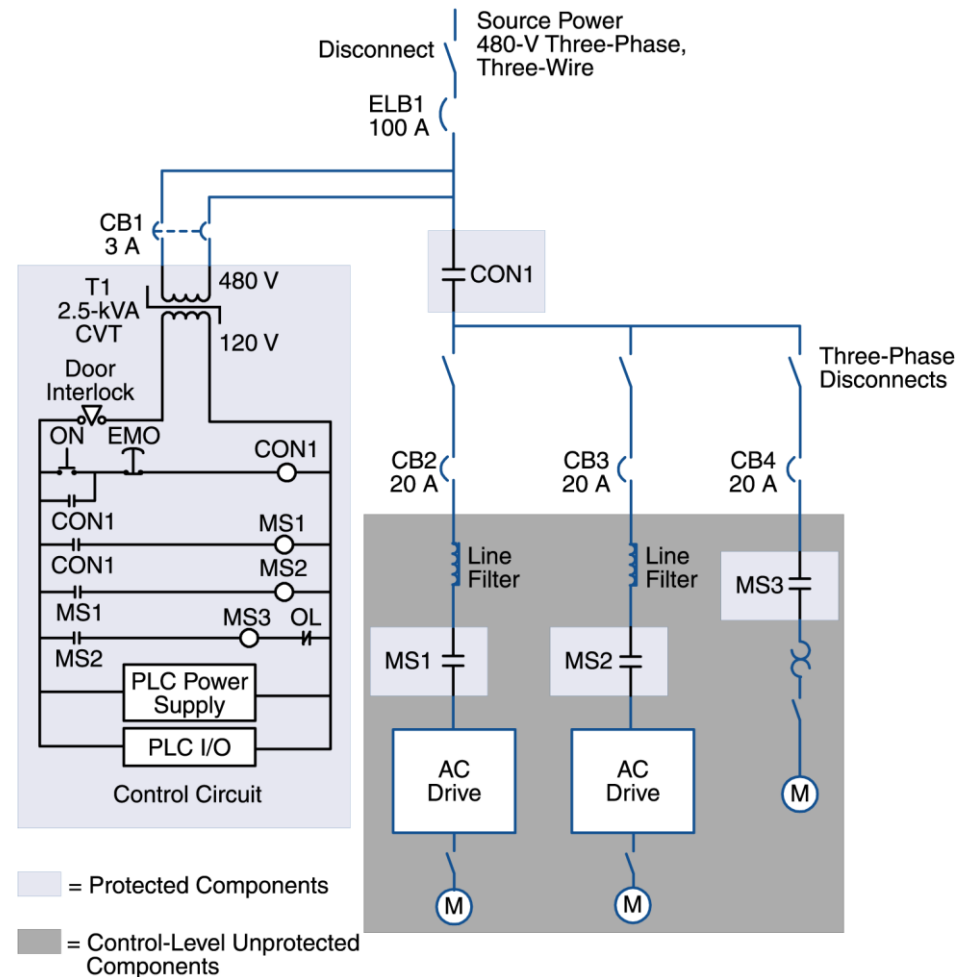 Source Power
480-V Three-Phase,
Three-Wire
Disconnect
ELB1
100 A
CB1
3 A
T1
2.5-kVA
CVT
480 V
120 V
CON1
Door
Interlock
ON
EMO
CON1
CON1
MS1
CON1
MS2
MS1
MS3
OL
MS2
PLC Power
Supply
PLC I/O
Control Circuit
Three-Phase
Disconnects
CB2
20 A
CB3
20 A
CB4
20 A
Line
Filter
Line
Filter
MS3
MS1
MS2
AC
Drive
AC
Drive
M
M
M
= Protected Components
= Control-Level Unprotected
Components